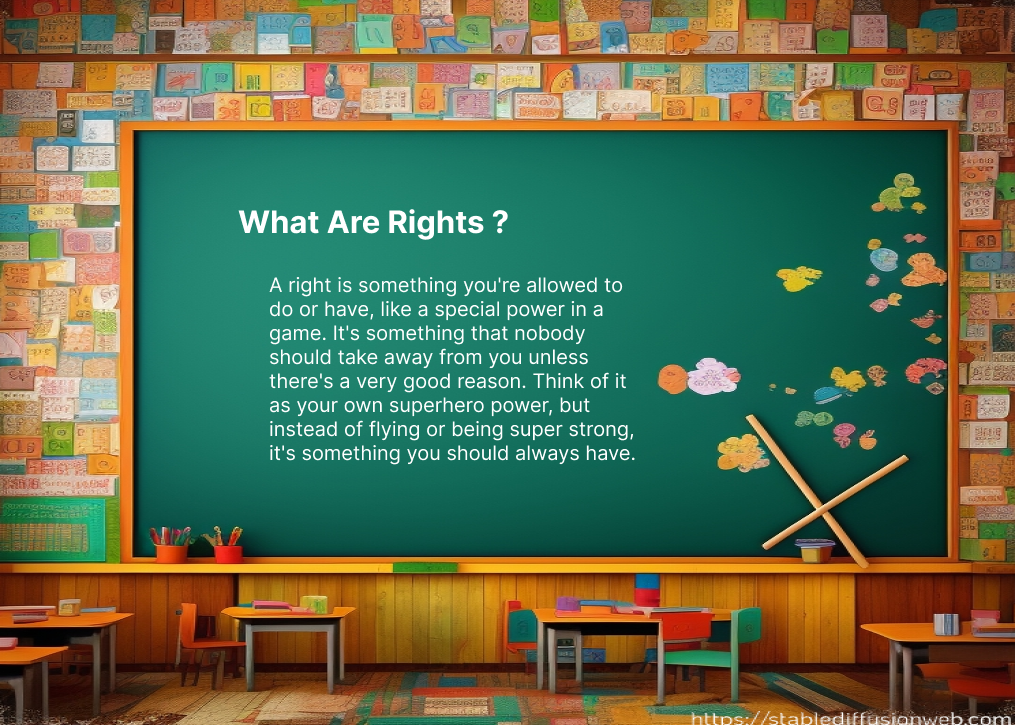 What Are Rights ?
A right is something you're allowed to
do or have, like a special power in a
game. It's something that nobody
should take away from you unless
there's a very good reason. Think of it
as your own superhero power, but
instead of flying or being super strong,
it's something you should always have.
https://stablediffusionweb.com